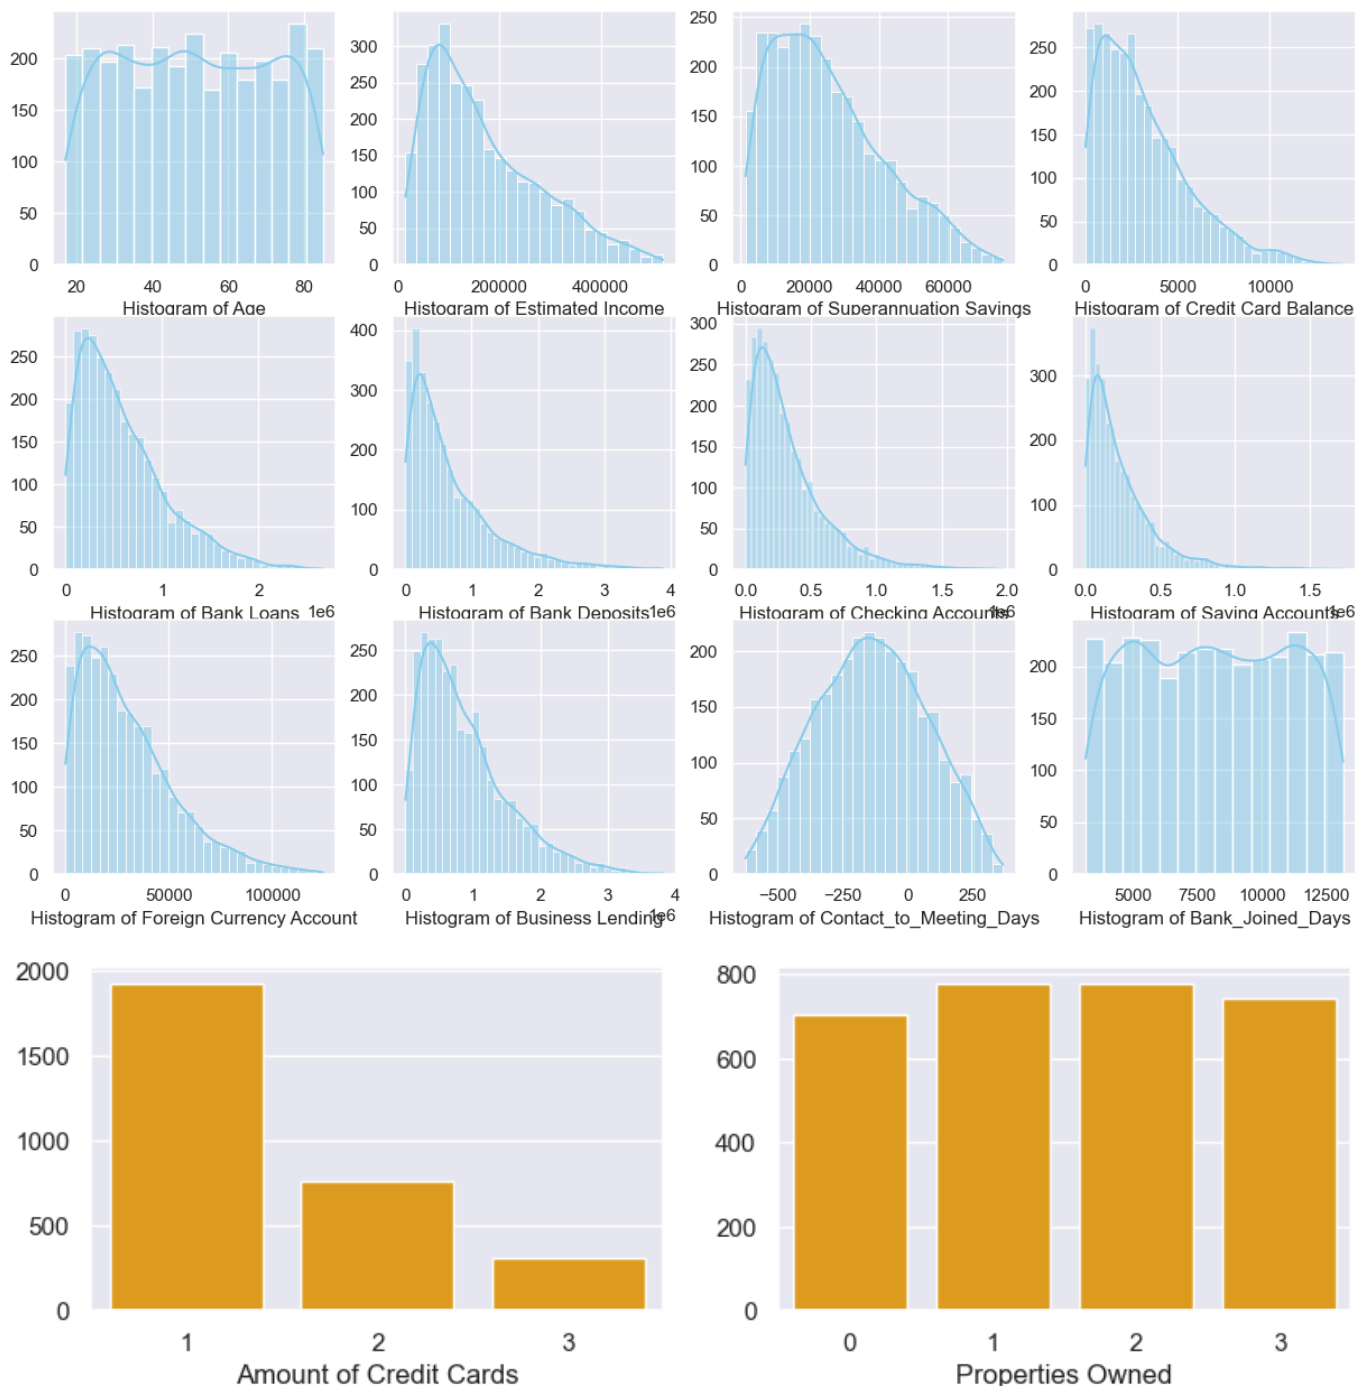 300
250
250
200
250
200
200
150
200
150
150
150
100
100
100
100
50
50
50
50
0
0
0
0
20 40 60 80
0 200000 400000
0 20000 40000 60000
0 5000 10000
Histogram of Age
Histogram of Estimated Income
Histogram of Superannuation Savings
Histogram of Credit Card Balance
250
200
150
100
50
0
400
300
200
100
0
300
250
200
150
100
50
0
300
200
100
0
0 1 2
0 1 2 3 4
0.0 0.5 1.0 1.5 2.0
0.0 0.5 1.0 1.5
Histogram of Bank Loans 1e6
Histogram of Bank Deposits 1e6
Histogram of Checking Accounts 1e6
Histogram of Saving Accounts 1e6
250
200
150
100
50
0
250
200
150
100
50
0
200
150
100
50
0
200
150
100
50
0
0 50000 100000
0 1 2 3 4
−500 −250 0 250
5000 7500 10000 12500
Histogram of Foreign Currency Account
Histogram of Business Lending 1e6
Histogram of Contact_to_Meeting_Days
Histogram of Bank_Joined_Days
2000
1500
1000
500
0
1 2 3
Amount of Credit Cards
800
600
400
200
0
0 1 2 3
Properties Owned